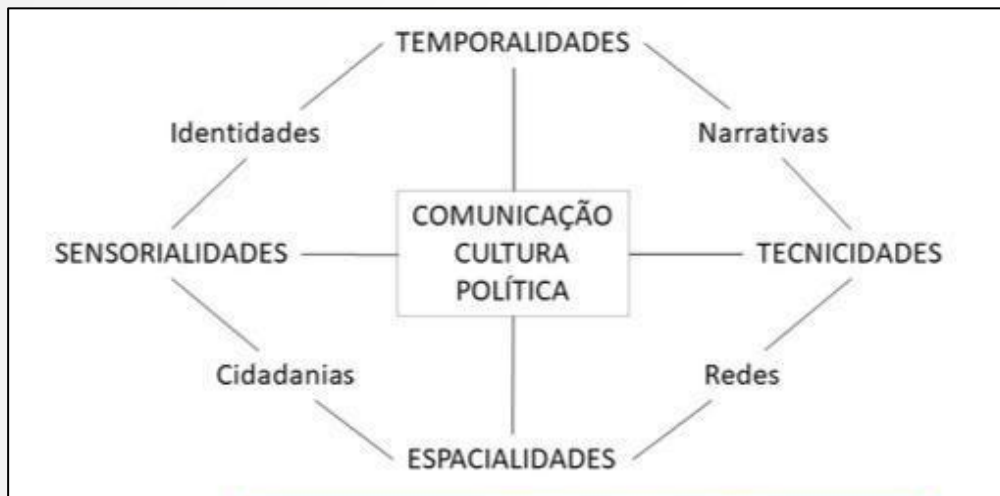 TEMPORALIDADES
Identidades
Narrativas
COMUNICAÇÃO
CULTURA
POLÍTICA
SENSORIALIDADES
TECNICIDADES
Cidadanias
Redes
ESPACIALIDADES